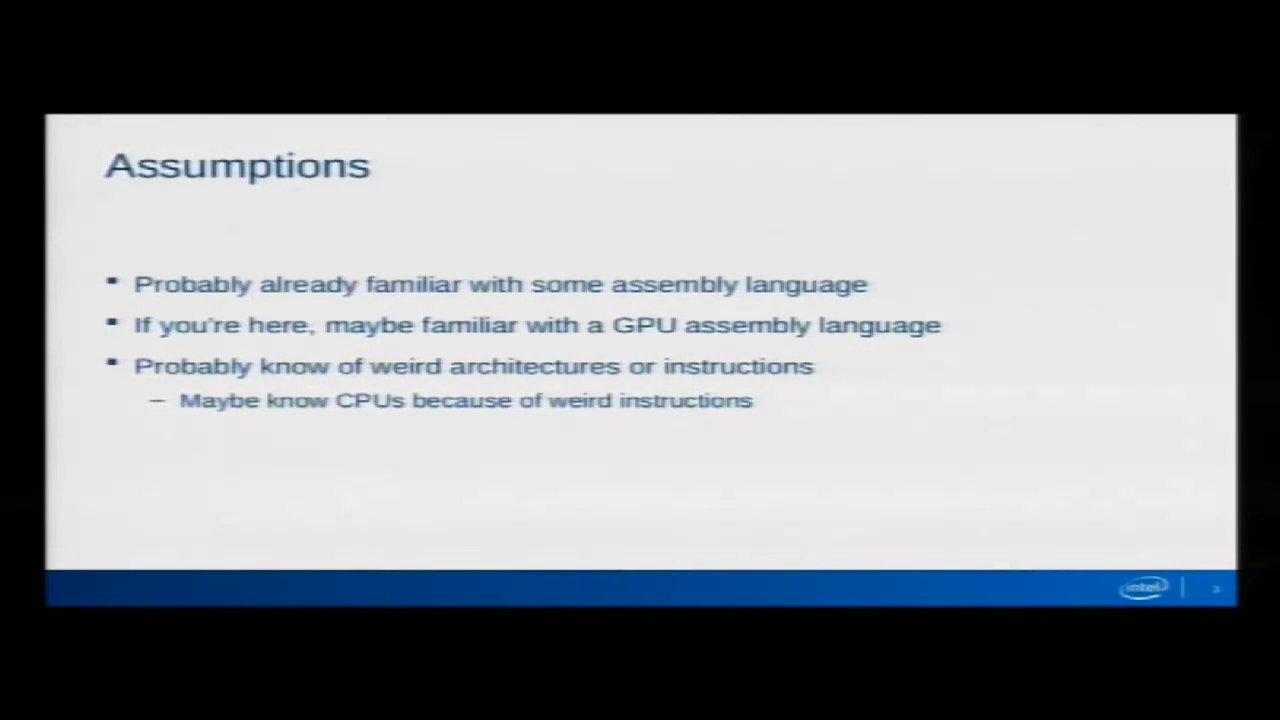 Assumptions
Probably already familiar with some assembly language
If you're here, maybe familiar with a GPU assembly language
Probably know of weird architectures or instructions
– Maybe know CPUs because of weird instructions
intel